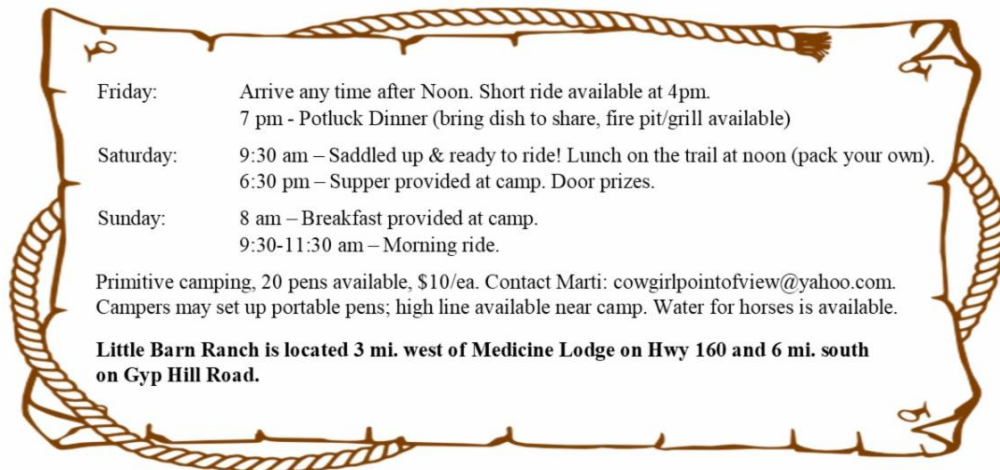 Friday: Arrive any time after Noon. Short ride available at 4pm.
7 pm - Potluck Dinner (bring dish to share, fire pit/grill available)
Saturday: 9:30 am – Saddled up & ready to ride! Lunch on the trail at noon (pack your own).
6:30 pm – Supper provided at camp. Door prizes.
Sunday: 8 am – Breakfast provided at camp.
9:30-11:30 am – Morning ride.
Primitive camping, 20 pens available, $10/ea. Contact Marti: cowgirlpointofview@yahoo.com.
Campers may set up portable pens; high line available near camp. Water for horses is available.
Little Barn Ranch is located 3 mi. west of Medicine Lodge on Hwy 160 and 6 mi. south
on Gyp Hill Road.